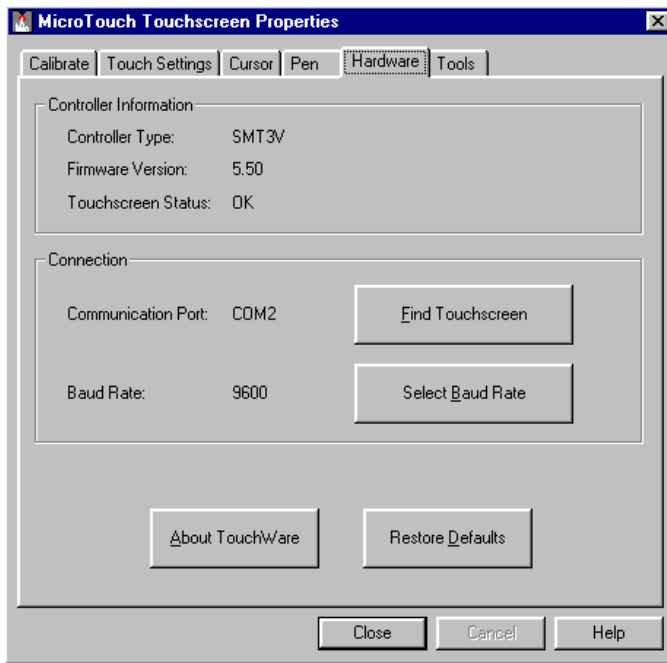 MicroTouch Touchscreen Properties
Calibrate Touch Settings Cursor Pen Hardware Tools
Controller Information
Controller Type: SMT3V
Firmware Version: 5.50
Touchscreen Status: OK
Connection
Communication Port: COM2 Find Touchscreen
Baud Rate: 9600 Select Baud Rate
About TouchWare Restore Defaults
Close Cancel Help